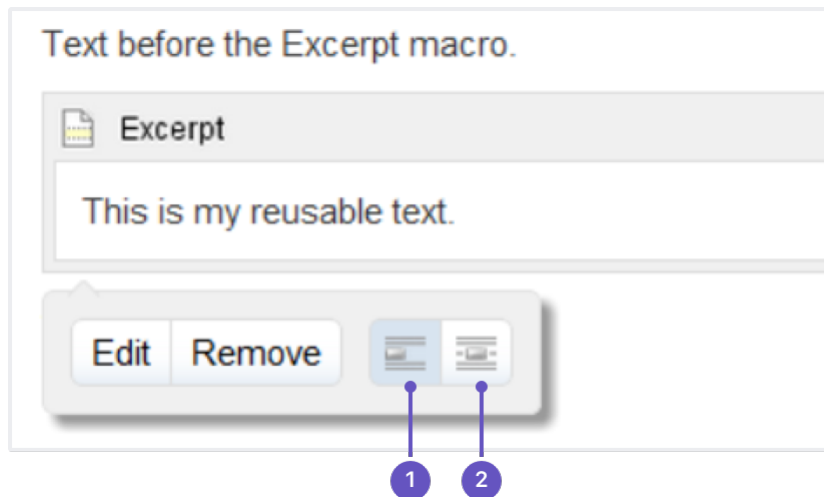 Text before the Excerpt macro.
Excerpt
This is my reusable text.
Edit Remove
1 2